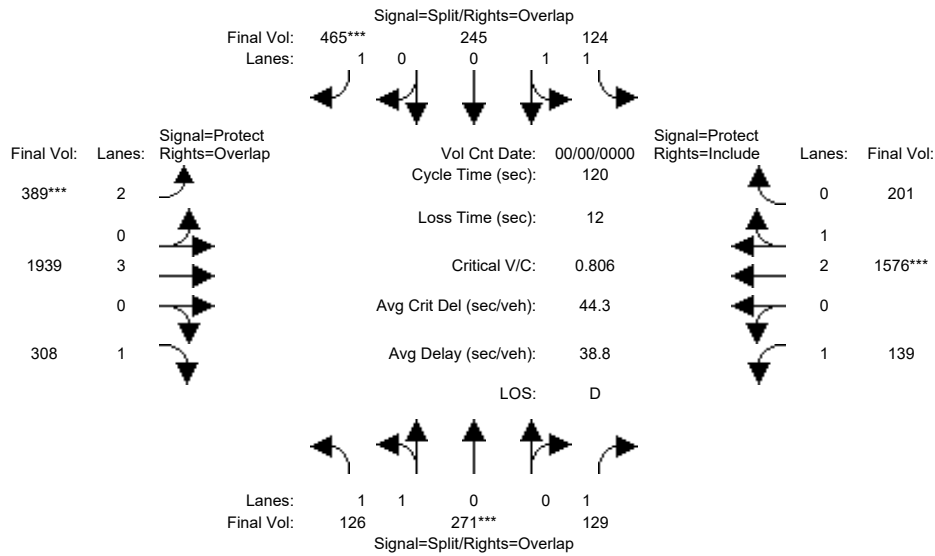 Signal=Split/Rights=Overlap
Final Vol: 465*** 245 124
Lanes: 1 0 0 1 1
Signal=Protect Signal=Protect
Final Vol: Lanes: Rights=Overlap Vol Cnt Date: 00/00/0000 Rights=Include Lanes: Final Vol:
Cycle Time (sec): 120
389*** 2 0 201
Loss Time (sec): 12
0 1
1939 3 Critical V/C: 0.806 2 1576***
0 Avg Crit Del (sec/veh): 44.3 0
308 1 Avg Delay (sec/veh): 38.8 1 139
LOS: D
Lanes: 1 1 0 0 1
Final Vol: 126 271*** 129
Signal=Split/Rights=Overlap